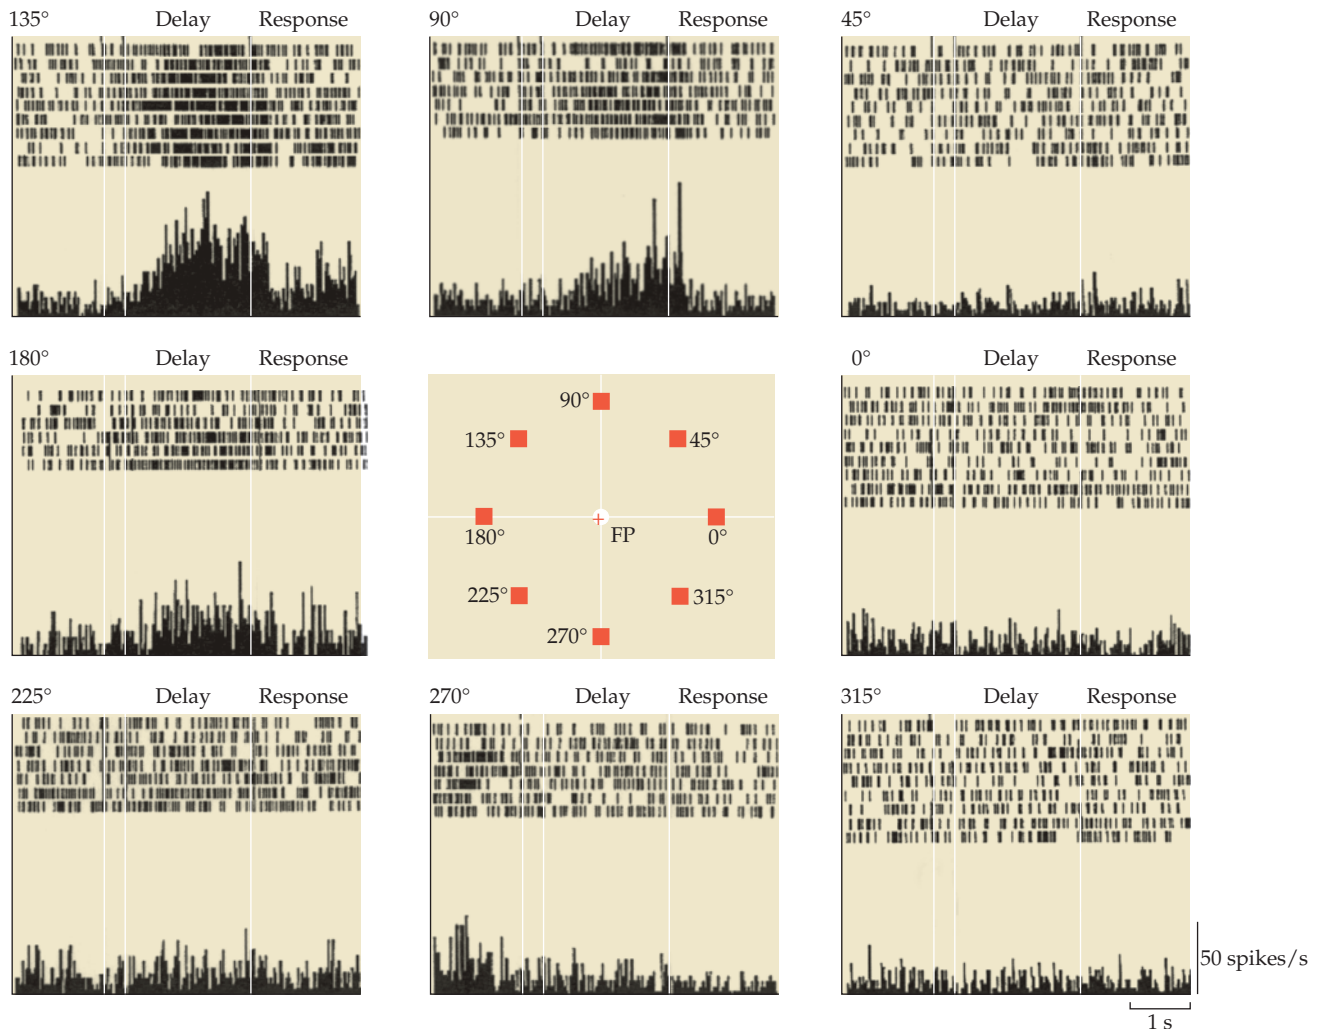 135° Delay Response
90° Delay Response
45° Delay Response
180° Delay Response
90°
135° 45°
180° FP 0°
225° 315°
270°
0° Delay Response
225° Delay Response
270° Delay Response
315° Delay Response
50 spikes/s
1 s